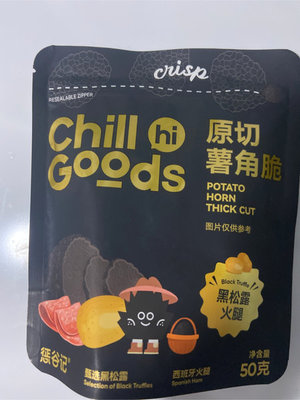 crisp
RESEALABLE ZIPPER
Chill hi
Goods
原切
薯角脆
POTATO
HORN
THICK CUT
图片仅供参考
Black Truffle
黑松露
火腿
惩谷记
甄选黑松露
Selection of Black Truffles
西班牙火腿
Spanish Ham
净含量
50克